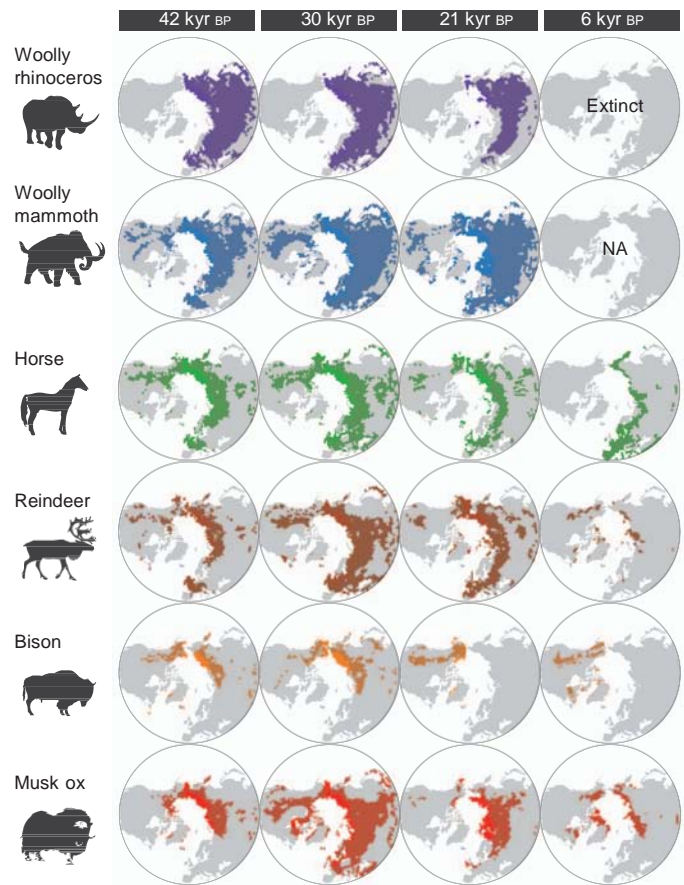 42 kyr BP
30 kyr BP
21 kyr BP
6 kyr BP
Woolly
rhinoceros
Extinct
Woolly
mammoth
NA
Horse
Reindeer
Bison
Musk ox